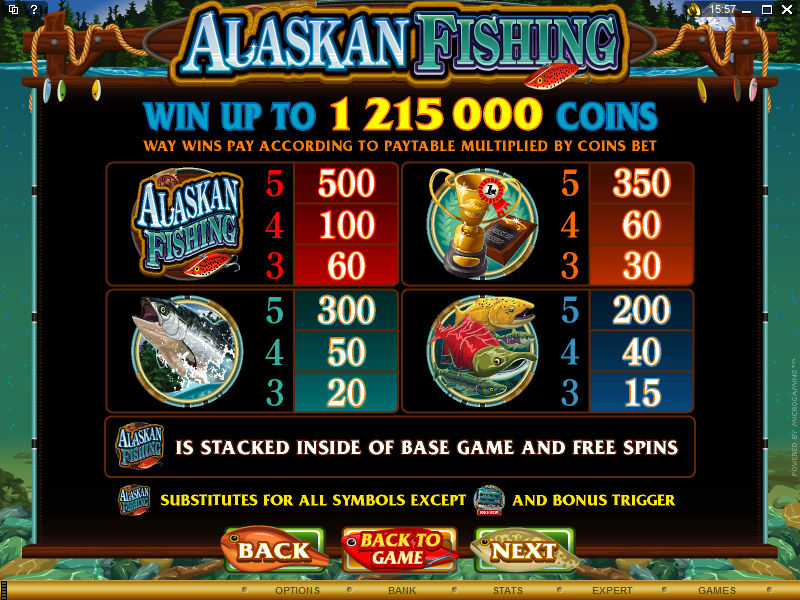 ?
15:57
ALASKAN FISHING
WIN UP TO 1 215 000 COINS
WAY WINS PAY ACCORDING TO PAYTABLE MULTIPLIED BY COINS BET
ALASKAN FISHING
5 500
4 100
3 60
1st
5 350
4 60
3 30
5 300
4 50
3 20
5 200
4 40
3 15
ALASKAN FISHING IS STACKED INSIDE OF BASE GAME AND FREE SPINS
ALASKAN FISHING SUBSTITUTES FOR ALL SYMBOLS EXCEPT AND BONUS TRIGGER
BACK
BACK TO
GAME
NEXT
POWERED BY MICROGAMING™
OPTIONS BANK STATS EXPERT GAMES